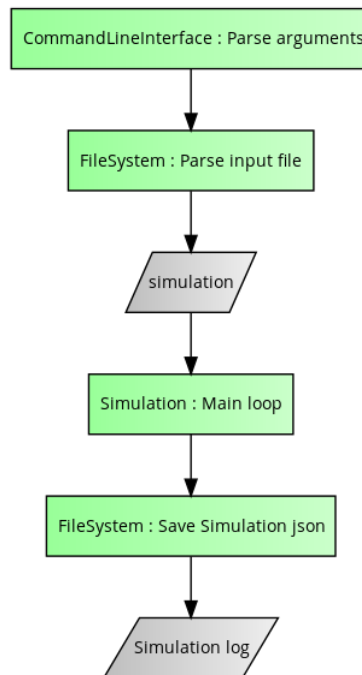 CommandLineInterface : Parse arguments
FileSystem : Parse input file
simulation
Simulation : Main loop
FileSystem : Save Simulation json
Simulation log